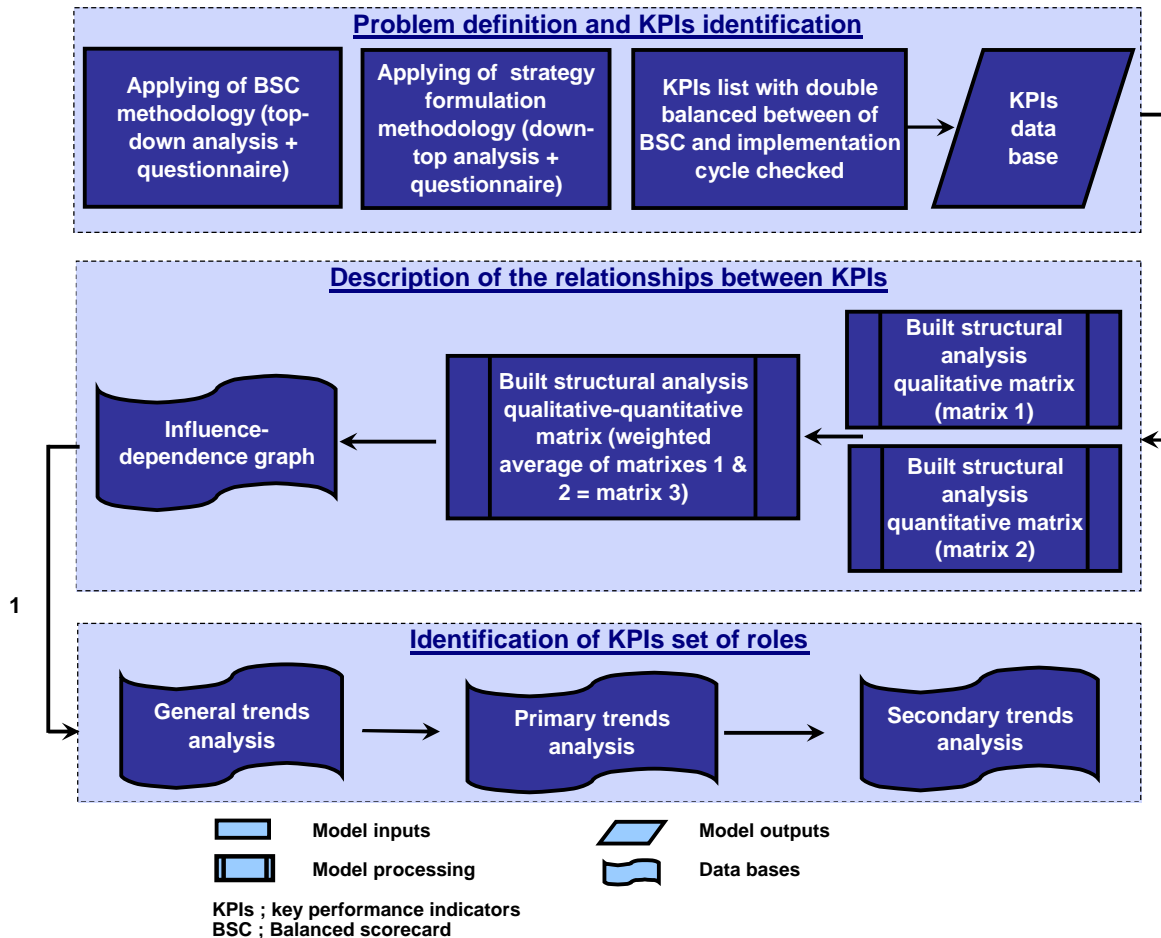 Problem definition and KPIs identification
Applying of BSC
methodology (top-
down analysis +
questionnaire)
Applying of strategy
formulation
methodology (down-
top analysis +
questionnaire)
KPIs list with double
balanced between of
BSC and implementation
cycle checked
KPIs
data
base
Description of the relationships between KPIs
Influence-
dependence graph
Built structural analysis
qualitative-quantitative
matrix (weighted
average of matrixes 1 &
2 = matrix 3)
Built structural
analysis
qualitative matrix
(matrix 1)
Built structural
analysis
quantitative matrix
(matrix 2)
1
Identification of KPIs set of roles
General trends
analysis
Primary trends
analysis
Secondary trends
analysis
Model inputs
Model outputs
Model processing
Data bases
KPIs ; key performance indicators
BSC ; Balanced scorecard